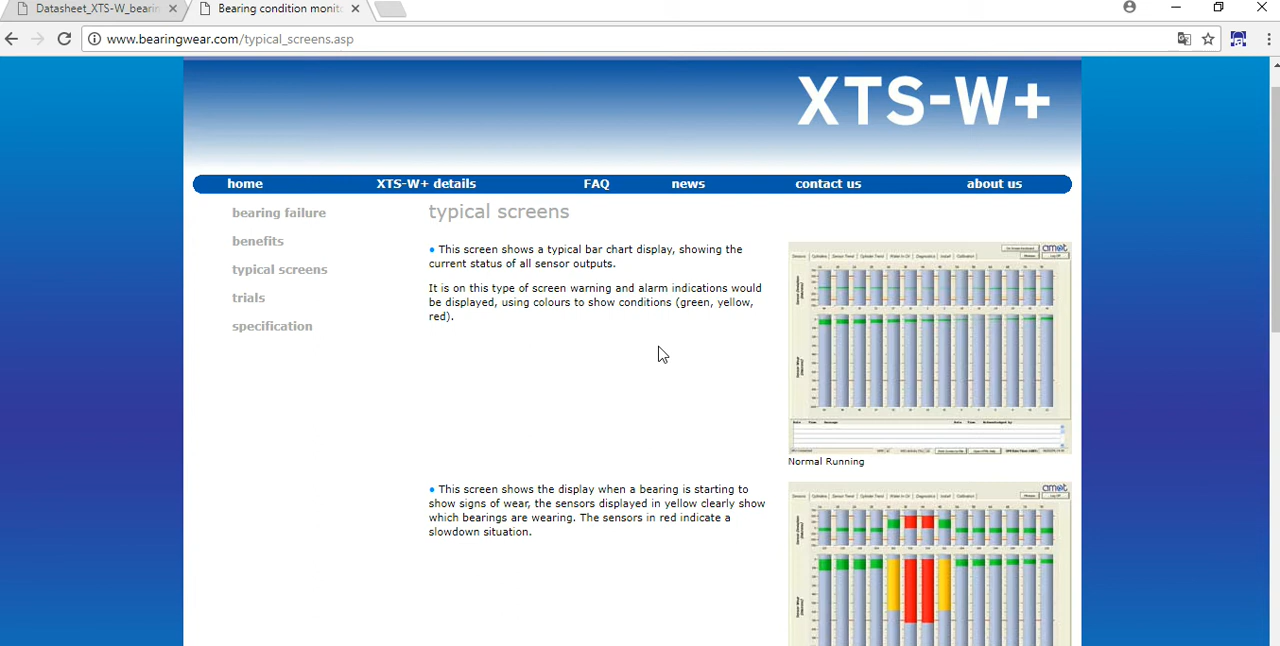 Datasheet_XTS-W_bearin
Bearing condition monit
www.bearingwear.com/typical_screens.asp
XTS-W+
home XTS-W+ details FAQ news contact us about us
bearing failure
benefits
typical screens
trials
specification
typical screens
• This screen shows a typical bar chart display, showing the
current status of all sensor outputs.
It is on this type of screen warning and alarm indications would
be displayed, using colours to show conditions (green, yellow,
red).
amot
Normal Running
• This screen shows the display when a bearing is starting to
show signs of wear, the sensors displayed in yellow clearly show
which bearings are wearing. The sensors in red indicate a
slowdown situation.
amot